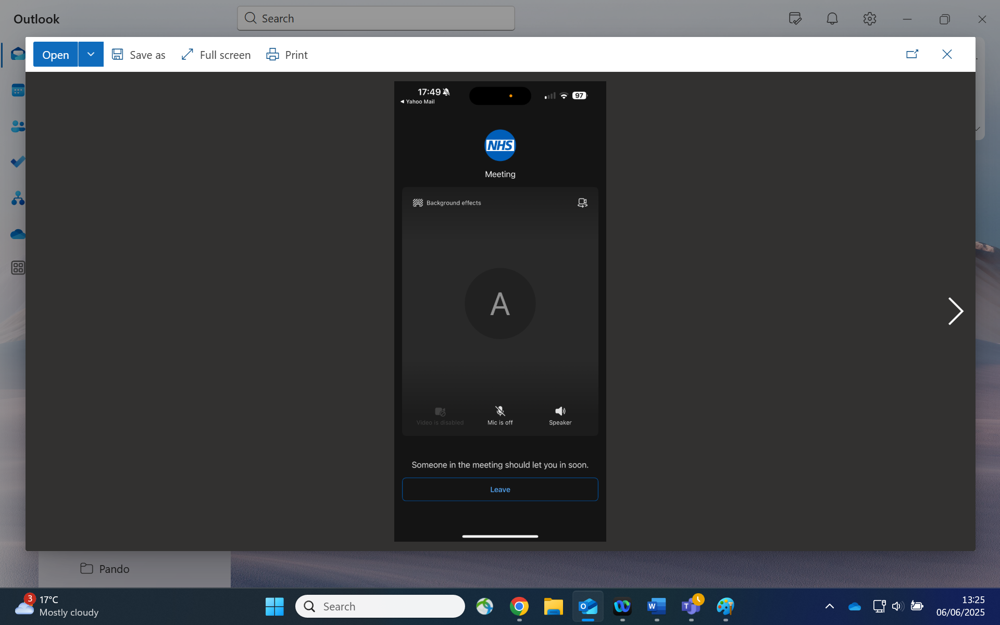 Outlook
Search
Open
Save as
Full screen
Print
17:49
97
◄ Yahoo Mail
NHS
Meeting
Background effects
A
Video is disabled
Mic is off
Speaker
Someone in the meeting should let you in soon.
Leave
Pando
3
17°C
Mostly cloudy
Search
13:25
06/06/2025